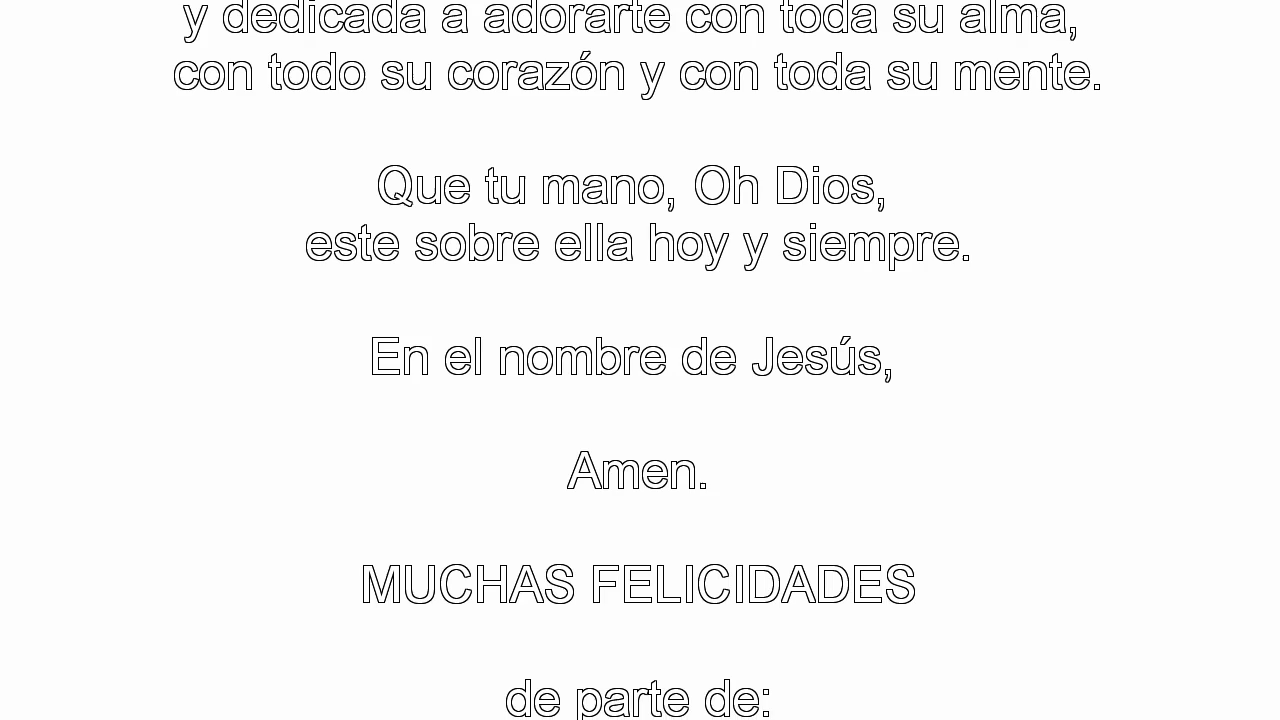 y dedicada a adorarte con toda su alma,
con todo su corazón y con toda su mente.
Que tu mano, Oh Dios,
este sobre ella hoy y siempre.
En el nombre de Jesús,
Amen.
MUCHAS FELICIDADES
de parte de: